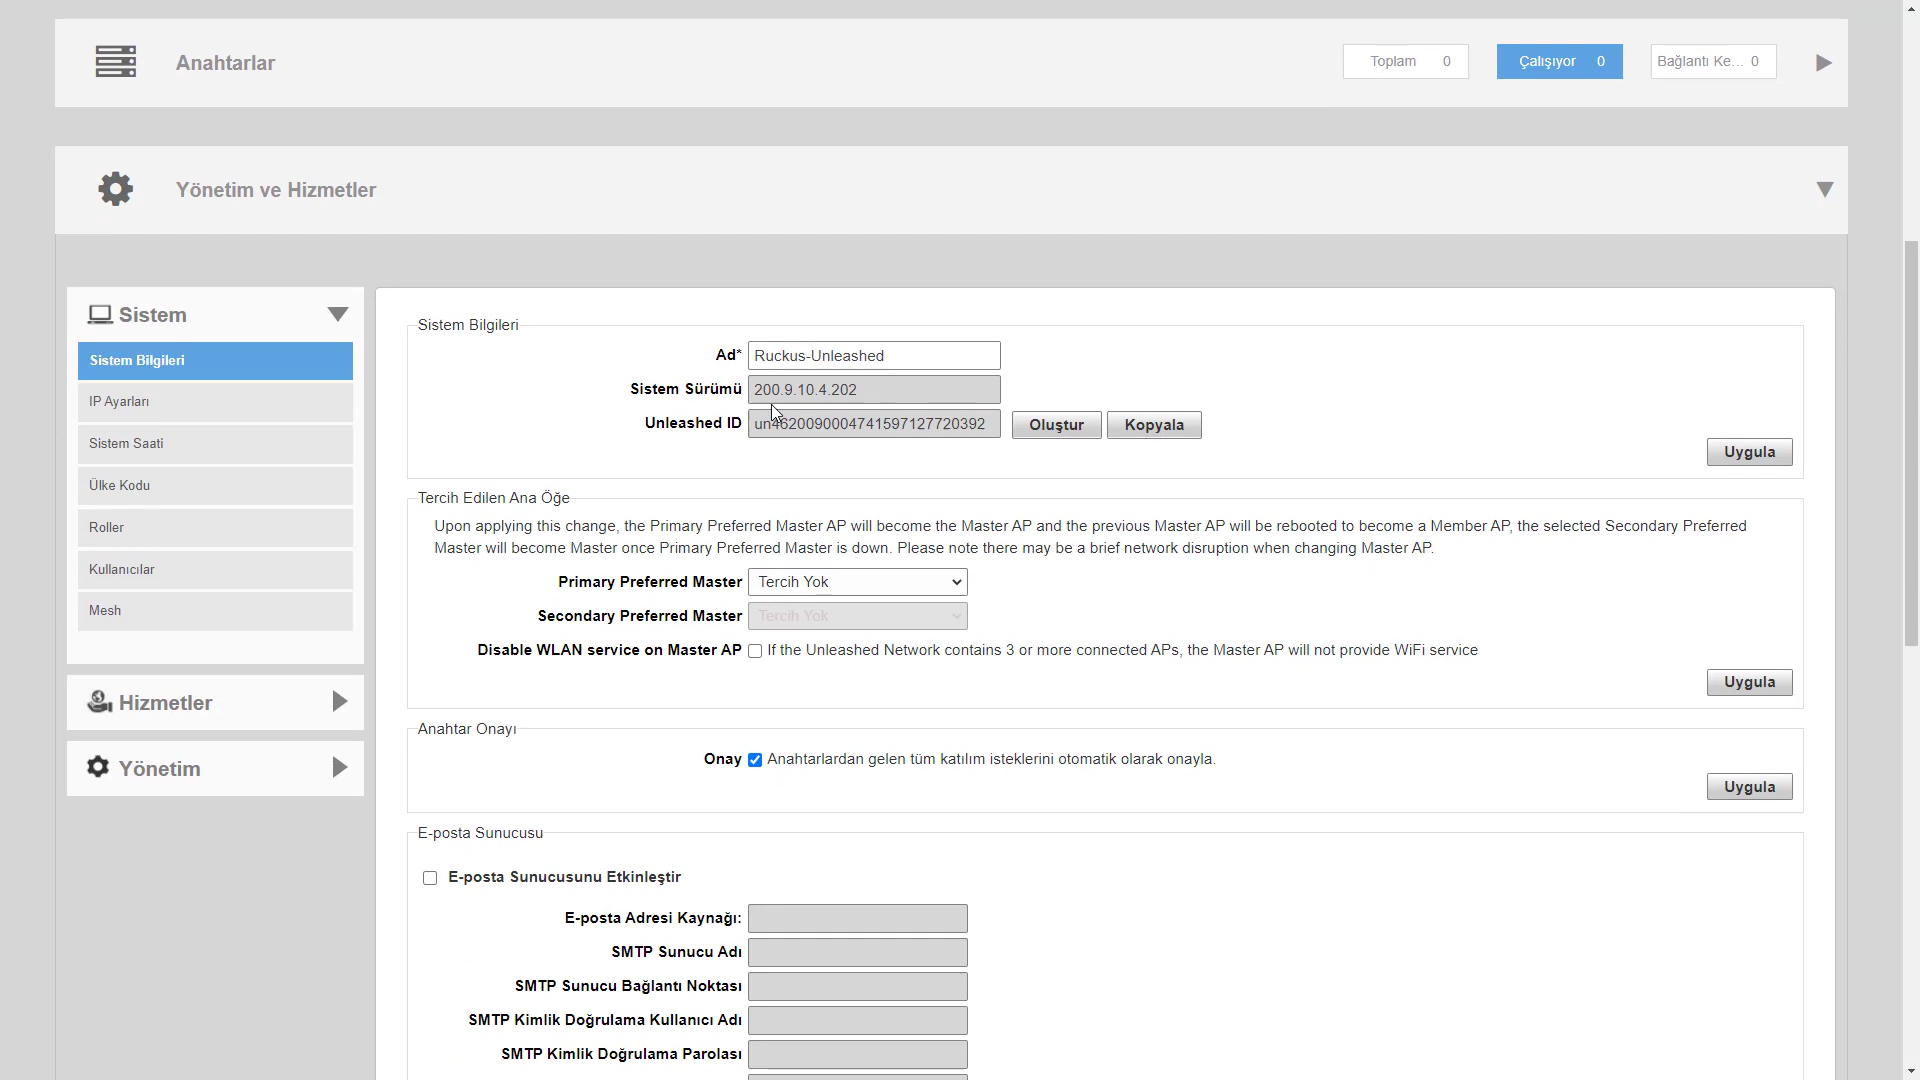 Anahtarlar
Toplam 0
Çalışıyor 0
Bağlantı Ke... 0
Yönetim ve Hizmetler
Sistem
Sistem Bilgileri
IP Ayarları
Sistem Saati
Ülke Kodu
Roller
Kullanıcılar
Mesh
Hizmetler
Yönetim
Sistem Bilgileri
Ad* Ruckus-Unleashed
Sistem Sürümü 200.9.10.4.202
Unleashed ID un4620090004741597127720392 Oluştur Kopyala
Uygula
Tercih Edilen Ana Öğe
Upon applying this change, the Primary Preferred Master AP will become the Master AP and the previous Master AP will be rebooted to become a Member AP, the selected Secondary Preferred
Master will become Master once Primary Preferred Master is down. Please note there may be a brief network disruption when changing Master AP.
Primary Preferred Master Tercih Yok
Secondary Preferred Master Tercih Yok
Disable WLAN service on Master AP If the Unleashed Network contains 3 or more connected APs, the Master AP will not provide WiFi service
Uygula
Anahtar Onayı
Onay Anahtarlardan gelen tüm katılım isteklerini otomatik olarak onayla.
Uygula
E-posta Sunucusu
E-posta Sunucusunu Etkinleştir
E-posta Adresi Kaynağı:
SMTP Sunucu Adı
SMTP Sunucu Bağlantı Noktası
SMTP Kimlik Doğrulama Kullanıcı Adı
SMTP Kimlik Doğrulama Parolası